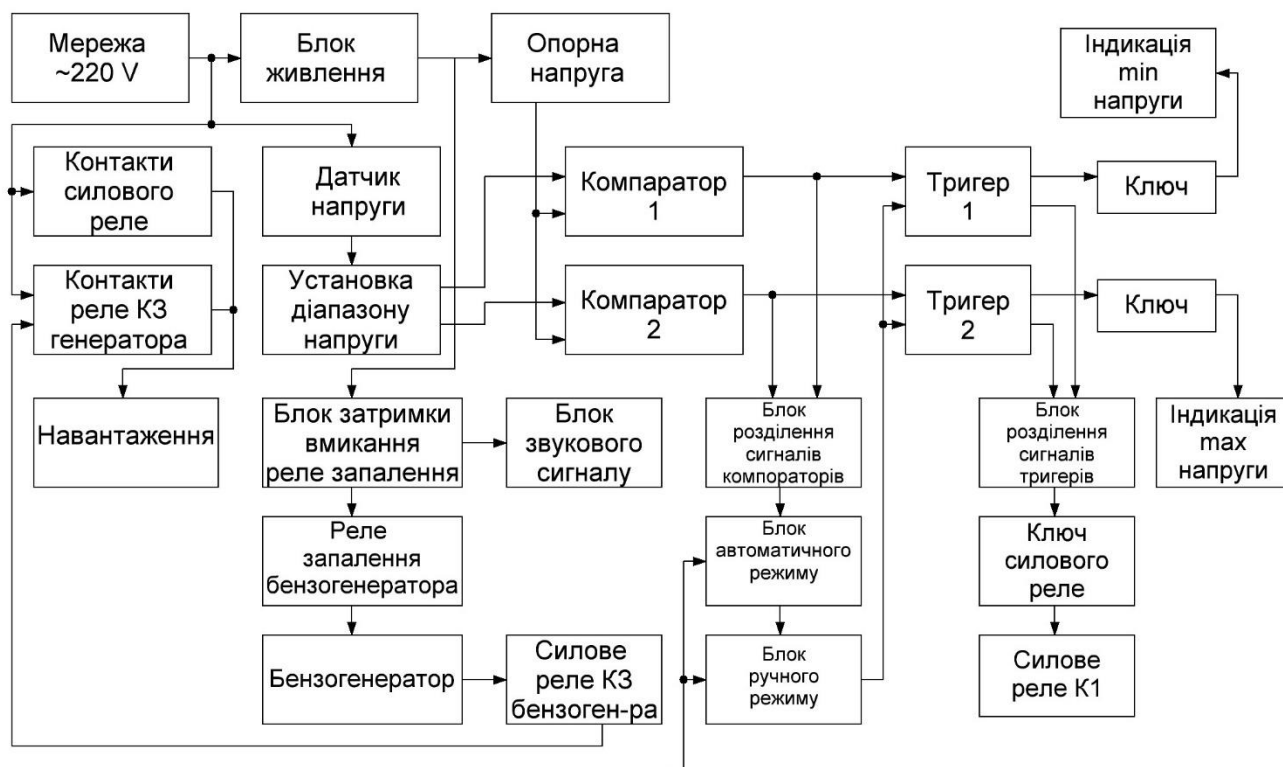 Мережа
~220 V
Блок
живлення
Опорна
напруга
Індикація
min
напруги
Контакти
силового
реле
Датчик
напруги
Компаратор
1
Тригер
1
Ключ
Контакти
реле КЗ
генератора
Установка
діапазону
напруги
Компаратор
2
Тригер
2
Ключ
Навантаження
Блок затримки
вмикання
реле запалення
Блок
звукового
сигналу
Блок
розділення
сигналів
компораторів
Блок
розділення
сигналів
тригерів
Індикація
max
напруги
Реле
запалення
бензогенератора
Блок
автоматичного
режиму
Ключ
силового
реле
Бензогенератор
Силове
реле КЗ
бензоген-ра
Блок
ручного
режиму
Силове
реле К1